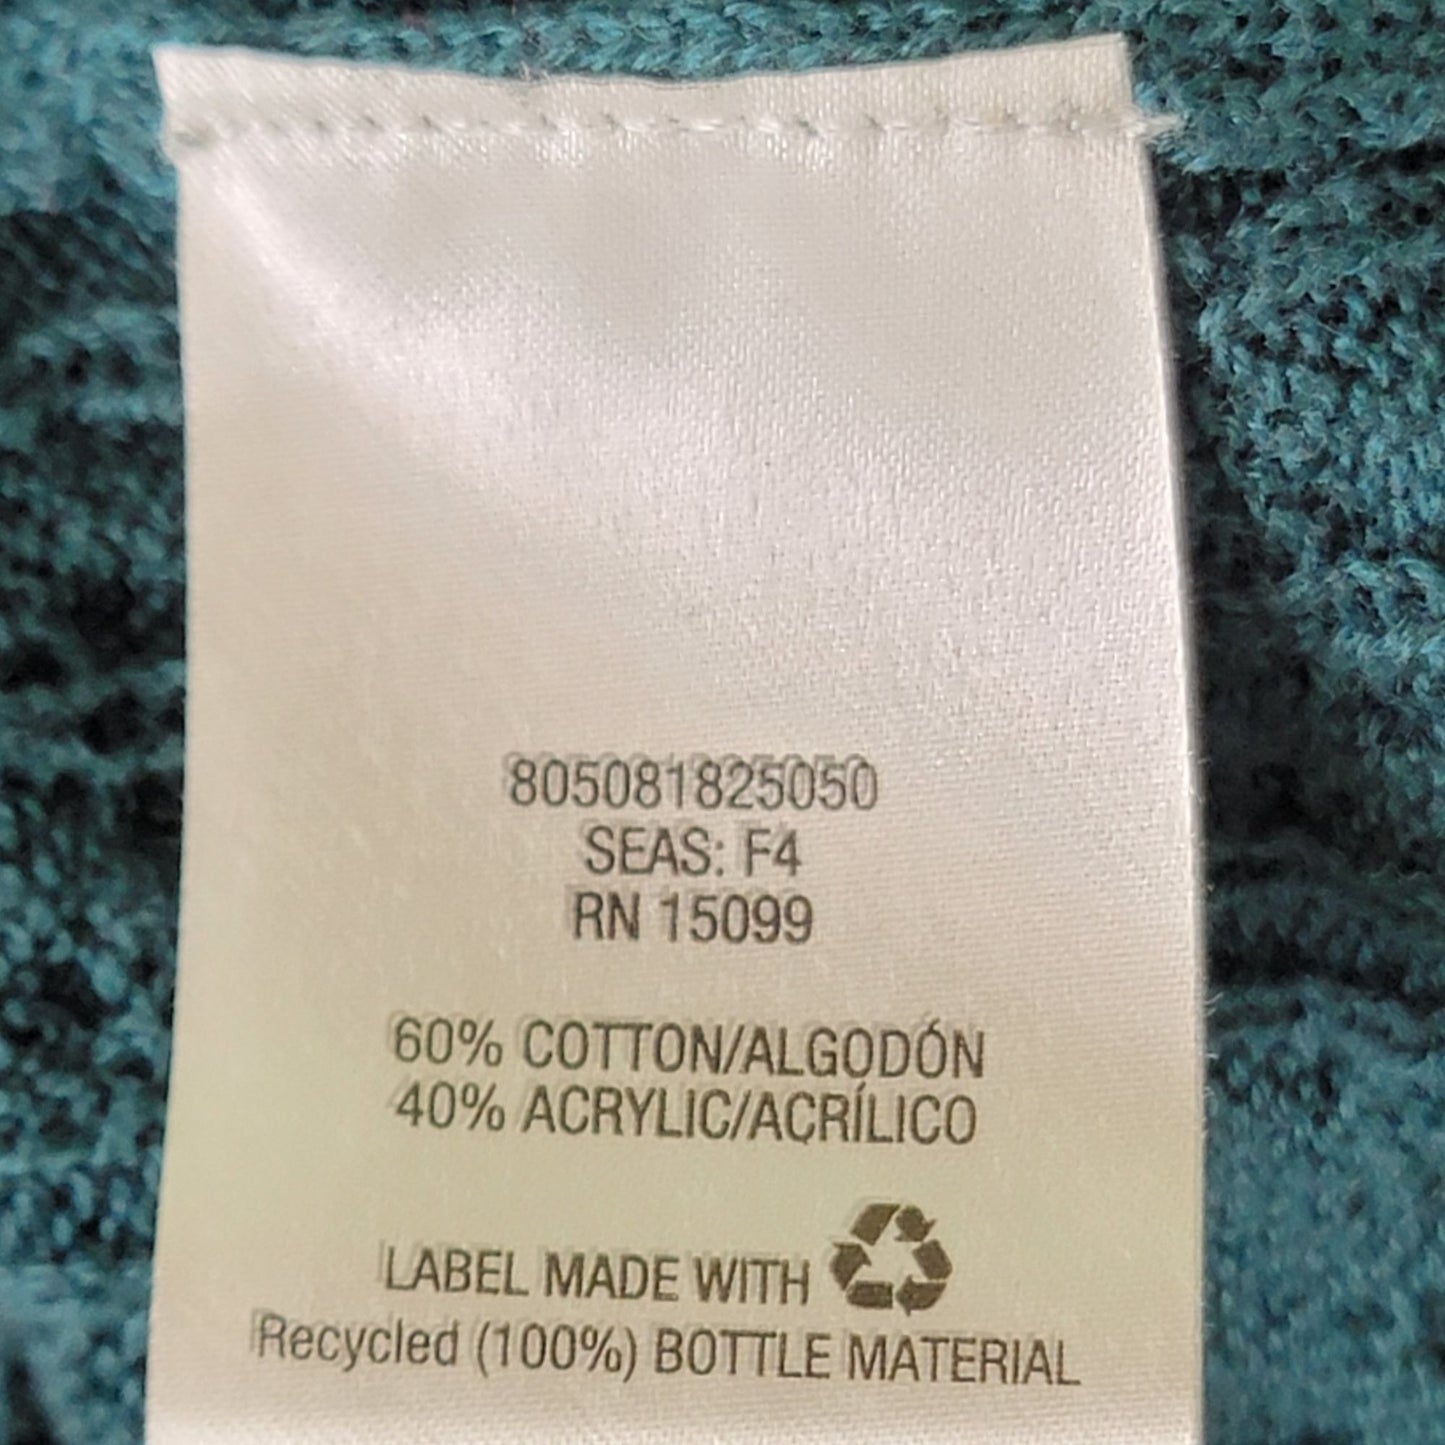 805081825050
SEAS: F4
RN 15099
60% COTTON/ALGODÓN
40% ACRYLIC/ACRÍLICO
LABEL MADE WITH
Recycled (100%) BOTTLE MATERIAL